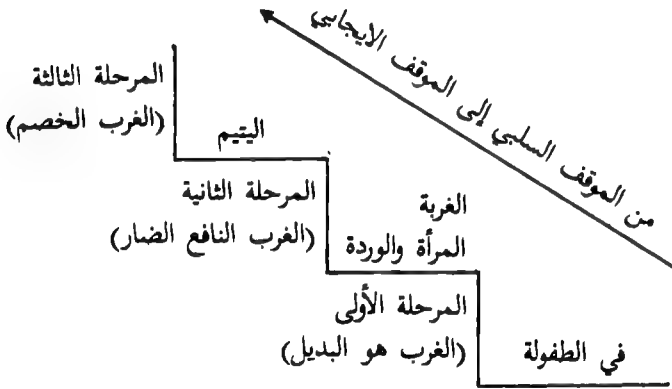 من الموقف السلبي إلى الموقف الايجابي
المرحلة الثالثة
(الغرب الخصم)
اليتيم
المرحلة الثانية
(الغرب النافع الضار)
الغربة
المرأة والوردة
المرحلة الأولى
(الغرب هو البديل)
في الطفولة